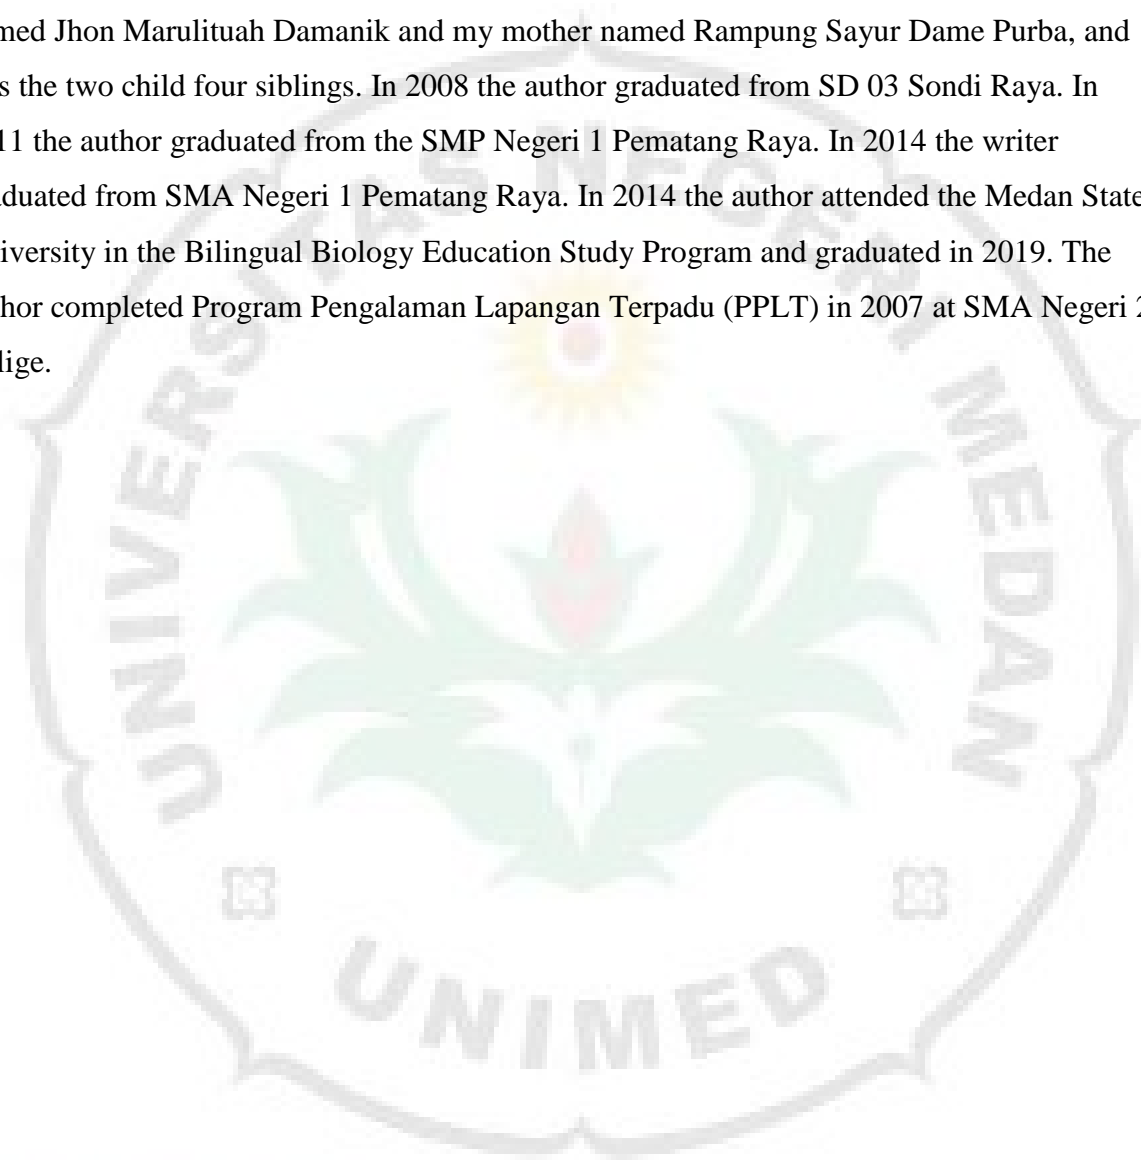 med Jhon Marulituah Damanik and my mother named Rampung Sayur Dame Purba, and
s the two child four siblings. In 2008 the author graduated from SD 03 Sondi Raya. In
11 the author graduated from the SMP Negeri 1 Pematang Raya. In 2014 the writer
aduated from SMA Negeri 1 Pematang Raya. In 2014 the author attended the Medan State
iversity in the Bilingual Biology Education Study Program and graduated in 2019. The
hor completed Program Pengalaman Lapangan Terpadu (PPLT) in 2007 at SMA Negeri 2
lige.
UNIVERSITAS NEGERI MEDAN
UNIMED